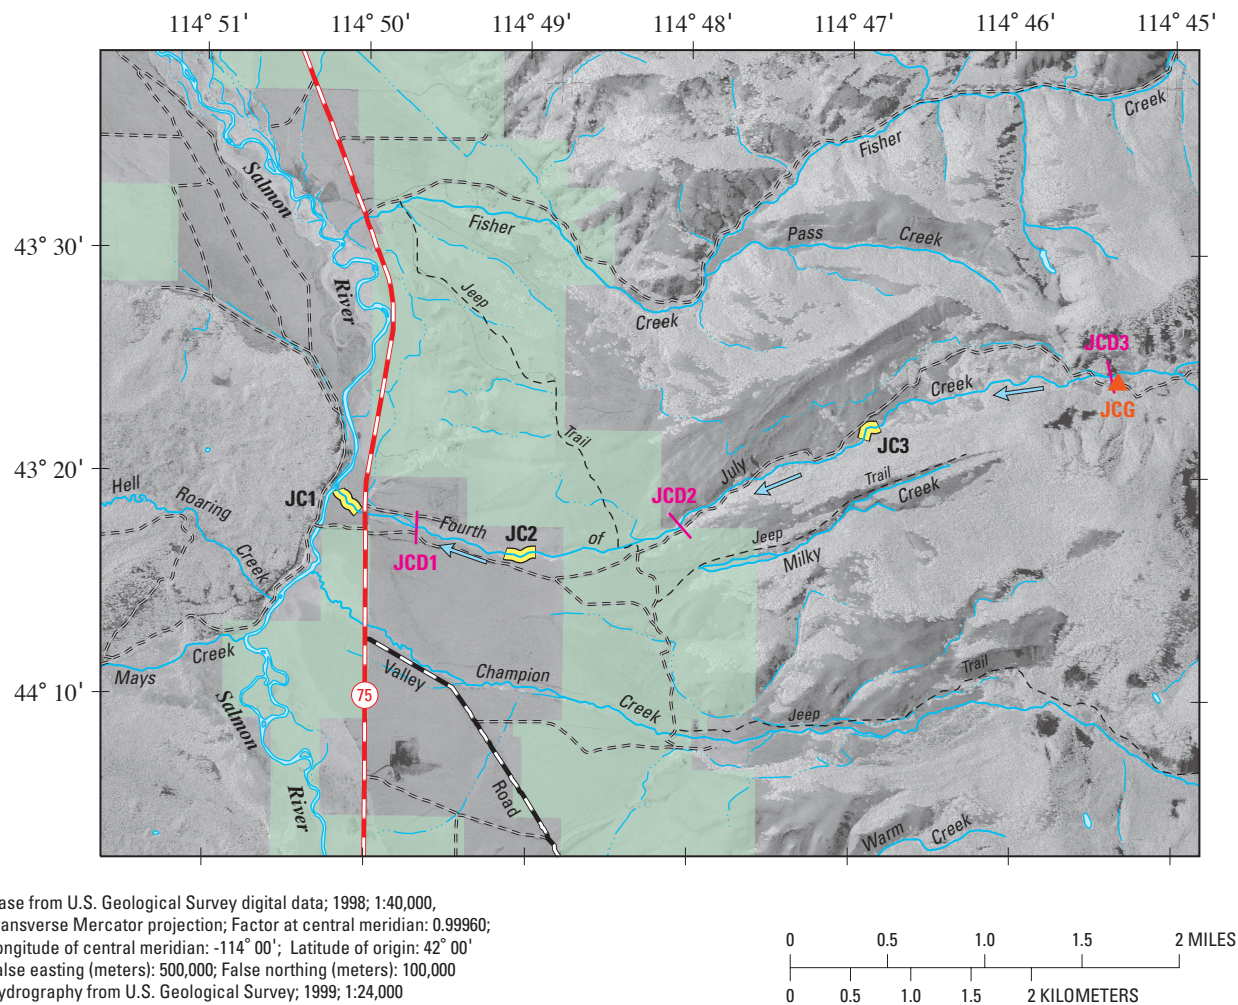 114° 51' 114° 50' 114° 49' 114° 48' 114° 47' 114° 46' 114° 45'
Creek
Fisher
Salmon
Fisher
Pass Creek
43° 30'
River
Jeep
Creek
JCD3
Creek
JCG
Trail
JC3
July
43° 20'
Trail
Hell
Roaring
Creek
JC1
JCD2
Creek
Fourth of
JC2
Jeep
JCD1
Milky
Creek
Mays
Trail
Valley
Champion
44° 10'
75
Salmon
Creek
Jeep
River
Road
Warm Creek
ase from U.S. Geological Survey digital data; 1998; 1:40,000,
ransverse Mercator projection; Factor at central meridian: 0.99960;
ongitude of central meridian: -114° 00'; Latitude of origin: 42° 00'
alse easting (meters): 500,000; False northing (meters): 100,000
ydrography from U.S. Geological Survey; 1999; 1:24,000
0 0.5 1.0 1.5 2 MILES
0 0.5 1.0 1.5 2 KILOMETERS